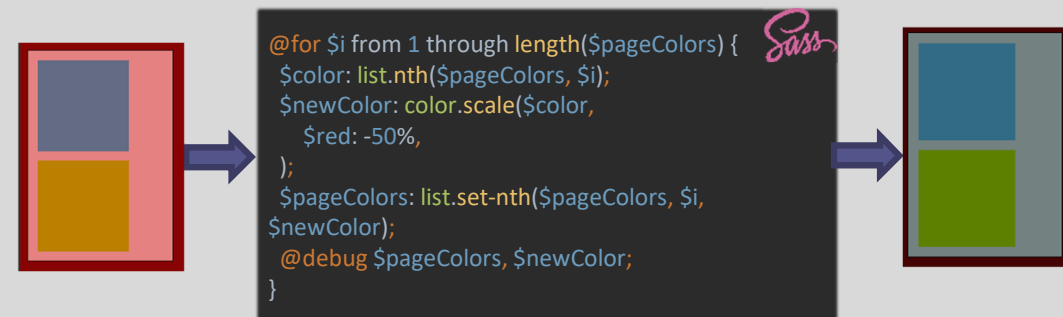 @for $i from 1 through length($pageColors) {
$color: list.nth($pageColors, $i);
$newColor: color.scale($color,
$red: -50%,
);
$pageColors: list.set-nth($pageColors, $i,
$newColor);
@debug $pageColors, $newColor;
}
Sass